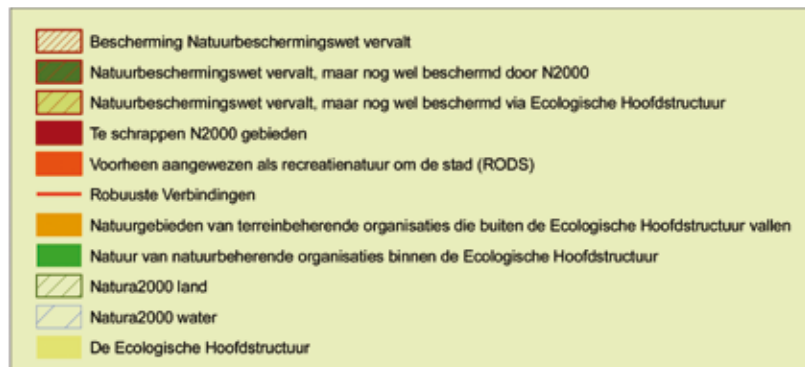 Bescherming Natuurbeschermingswet vervalt
Natuurbeschermingswet vervalt, maar nog wel beschermd door N2000
Natuurbeschermingswet vervalt, maar nog wel beschermd via Ecologische Hoofdstructuur
Te schrappen N2000 gebieden
Voorheen aangewezen als recreatienatuur om de stad (RODS)
Robuuste Verbindingen
Natuurgebieden van terreinbeherende organisaties die buiten de Ecologische Hoofdstructuur vallen
Natuur van natuurbeherende organisaties binnen de Ecologische Hoofdstructuur
Natura2000 land
Natura2000 water
De Ecologische Hoofdstructuur